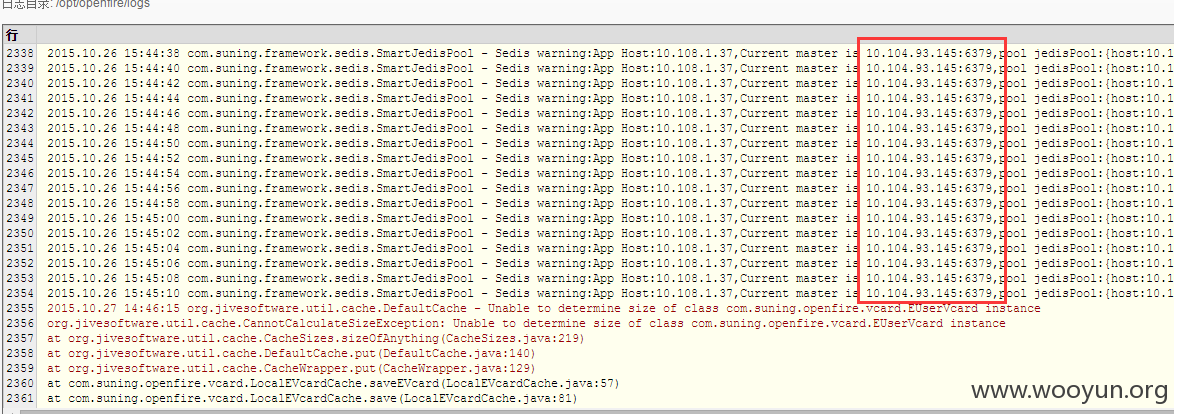 日志目录: /opt/openfire/logs
行
2338 2015.10.26 15:44:38 com.suning.framework.sedis.SmartJedisPool - Sedis warning:App Host:10.108.1.37,Current master is 10.104.93.145:6379,pool jedisPool:{host:10.1
2339 2015.10.26 15:44:40 com.suning.framework.sedis.SmartJedisPool - Sedis warning:App Host:10.108.1.37,Current master is 10.104.93.145:6379,pool jedisPool:{host:10.1
2340 2015.10.26 15:44:42 com.suning.framework.sedis.SmartJedisPool - Sedis warning:App Host:10.108.1.37,Current master is 10.104.93.145:6379,pool jedisPool:{host:10.1
2341 2015.10.26 15:44:44 com.suning.framework.sedis.SmartJedisPool - Sedis warning:App Host:10.108.1.37,Current master is 10.104.93.145:6379,pool jedisPool:{host:10.1
2342 2015.10.26 15:44:46 com.suning.framework.sedis.SmartJedisPool - Sedis warning:App Host:10.108.1.37,Current master is 10.104.93.145:6379,pool jedisPool:{host:10.1
2343 2015.10.26 15:44:48 com.suning.framework.sedis.SmartJedisPool - Sedis warning:App Host:10.108.1.37,Current master is 10.104.93.145:6379,pool jedisPool:{host:10.1
2344 2015.10.26 15:44:50 com.suning.framework.sedis.SmartJedisPool - Sedis warning:App Host:10.108.1.37,Current master is 10.104.93.145:6379,pool jedisPool:{host:10.1
2345 2015.10.26 15:44:52 com.suning.framework.sedis.SmartJedisPool - Sedis warning:App Host:10.108.1.37,Current master is 10.104.93.145:6379,pool jedisPool:{host:10.1
2346 2015.10.26 15:44:54 com.suning.framework.sedis.SmartJedisPool - Sedis warning:App Host:10.108.1.37,Current master is 10.104.93.145:6379,pool jedisPool:{host:10.1
2347 2015.10.26 15:44:56 com.suning.framework.sedis.SmartJedisPool - Sedis warning:App Host:10.108.1.37,Current master is 10.104.93.145:6379,pool jedisPool:{host:10.1
2348 2015.10.26 15:44:58 com.suning.framework.sedis.SmartJedisPool - Sedis warning:App Host:10.108.1.37,Current master is 10.104.93.145:6379,pool jedisPool:{host:10.1
2349 2015.10.26 15:45:00 com.suning.framework.sedis.SmartJedisPool - Sedis warning:App Host:10.108.1.37,Current master is 10.104.93.145:6379,pool jedisPool:{host:10.1
2350 2015.10.26 15:45:02 com.suning.framework.sedis.SmartJedisPool - Sedis warning:App Host:10.108.1.37,Current master is 10.104.93.145:6379,pool jedisPool:{host:10.1
2351 2015.10.26 15:45:04 com.suning.framework.sedis.SmartJedisPool - Sedis warning:App Host:10.108.1.37,Current master is 10.104.93.145:6379,pool jedisPool:{host:10.1
2352 2015.10.26 15:45:06 com.suning.framework.sedis.SmartJedisPool - Sedis warning:App Host:10.108.1.37,Current master is 10.104.93.145:6379,pool jedisPool:{host:10.1
2353 2015.10.26 15:45:08 com.suning.framework.sedis.SmartJedisPool - Sedis warning:App Host:10.108.1.37,Current master is 10.104.93.145:6379,pool jedisPool:{host:10.1
2354 2015.10.26 15:45:10 com.suning.framework.sedis.SmartJedisPool - Sedis warning:App Host:10.108.1.37,Current master is 10.104.93.145:6379,pool jedisPool:{host:10.1
2355 2015.10.27 14:46:15 org.jivesoftware.util.cache.DefaultCache - Unable to determine size of class com.suning.openfire.vcard.EUserVcard instance
2356 org.jivesoftware.util.cache.CannotCalculateSizeException: Unable to determine size of class com.suning.openfire.vcard.EUserVcard instance
2357 at org.jivesoftware.util.cache.CacheSizes.sizeOfAnything(CacheSizes.java:219)
2358 at org.jivesoftware.util.cache.DefaultCache.put(DefaultCache.java:140)
2359 at org.jivesoftware.util.cache.CacheWrapper.put(CacheWrapper.java:129)
2360 at com.suning.openfire.vcard.LocalEVcardCache.saveEVcard(LocalEVcardCache.java:57)
2361 at com.suning.openfire.vcard.LocalEVcardCache.save(LocalEVcardCache.java:81)
www.wooyun.org